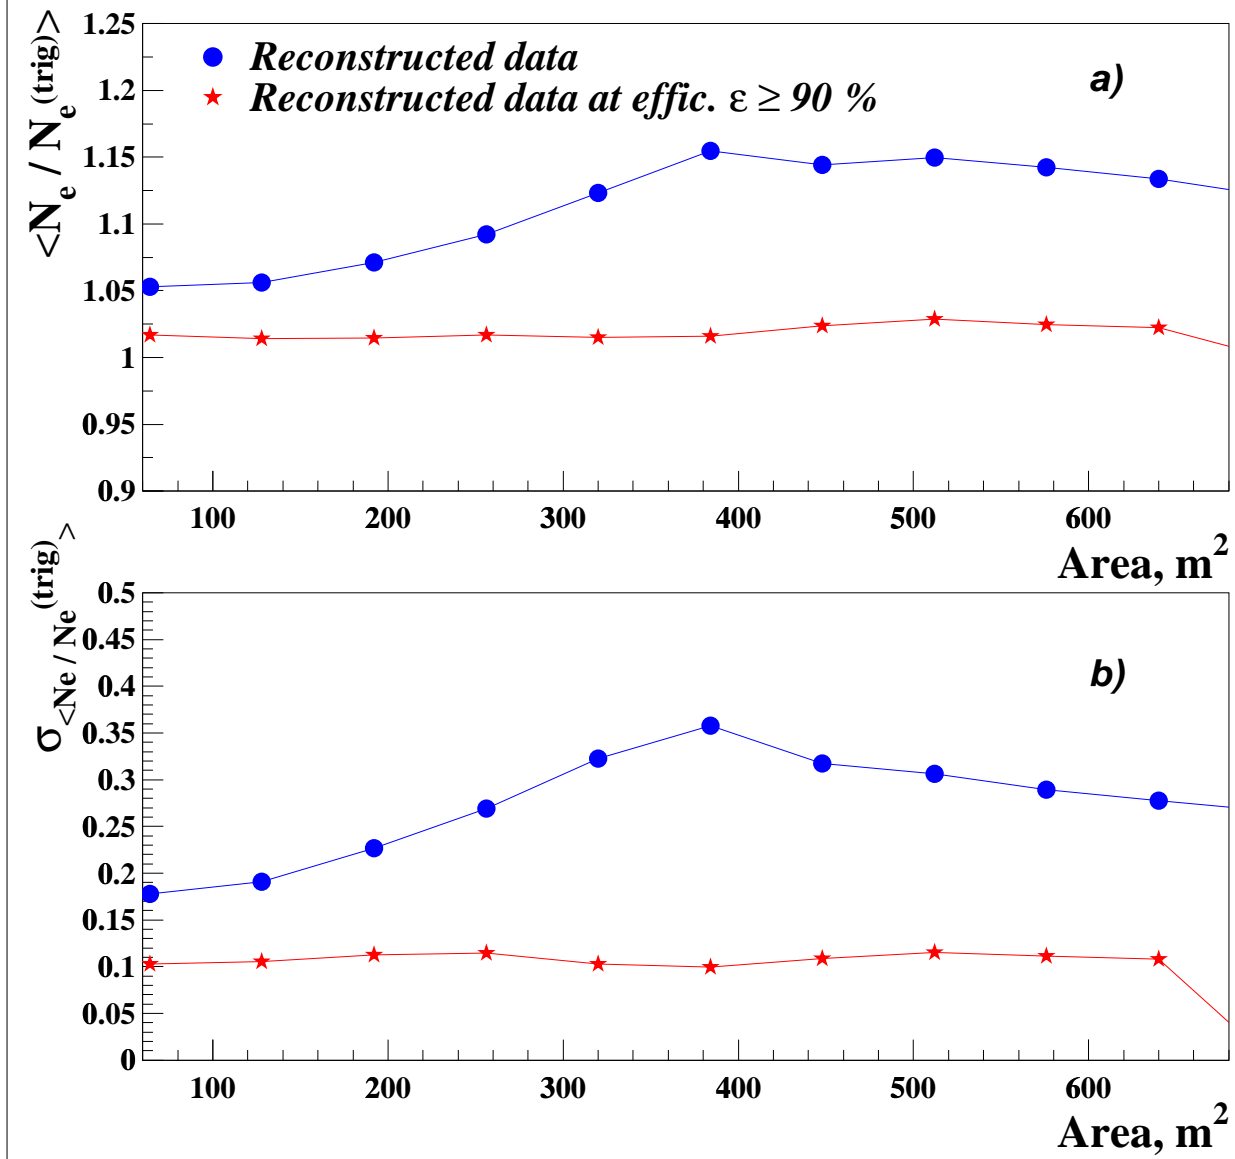 <N_e / N_e^(trig)>
1.25
1.2
1.15
1.1
1.05
1
0.95
0.9
Reconstructed data
Reconstructed data at effic. ε ≥ 90 %
a)
100 200 300 400 500 600
Area, m²
σ_<Ne / Ne^(trig)>
0.5
0.45
0.4
0.35
0.3
0.25
0.2
0.15
0.1
0.05
0
b)
100 200 300 400 500 600
Area, m²